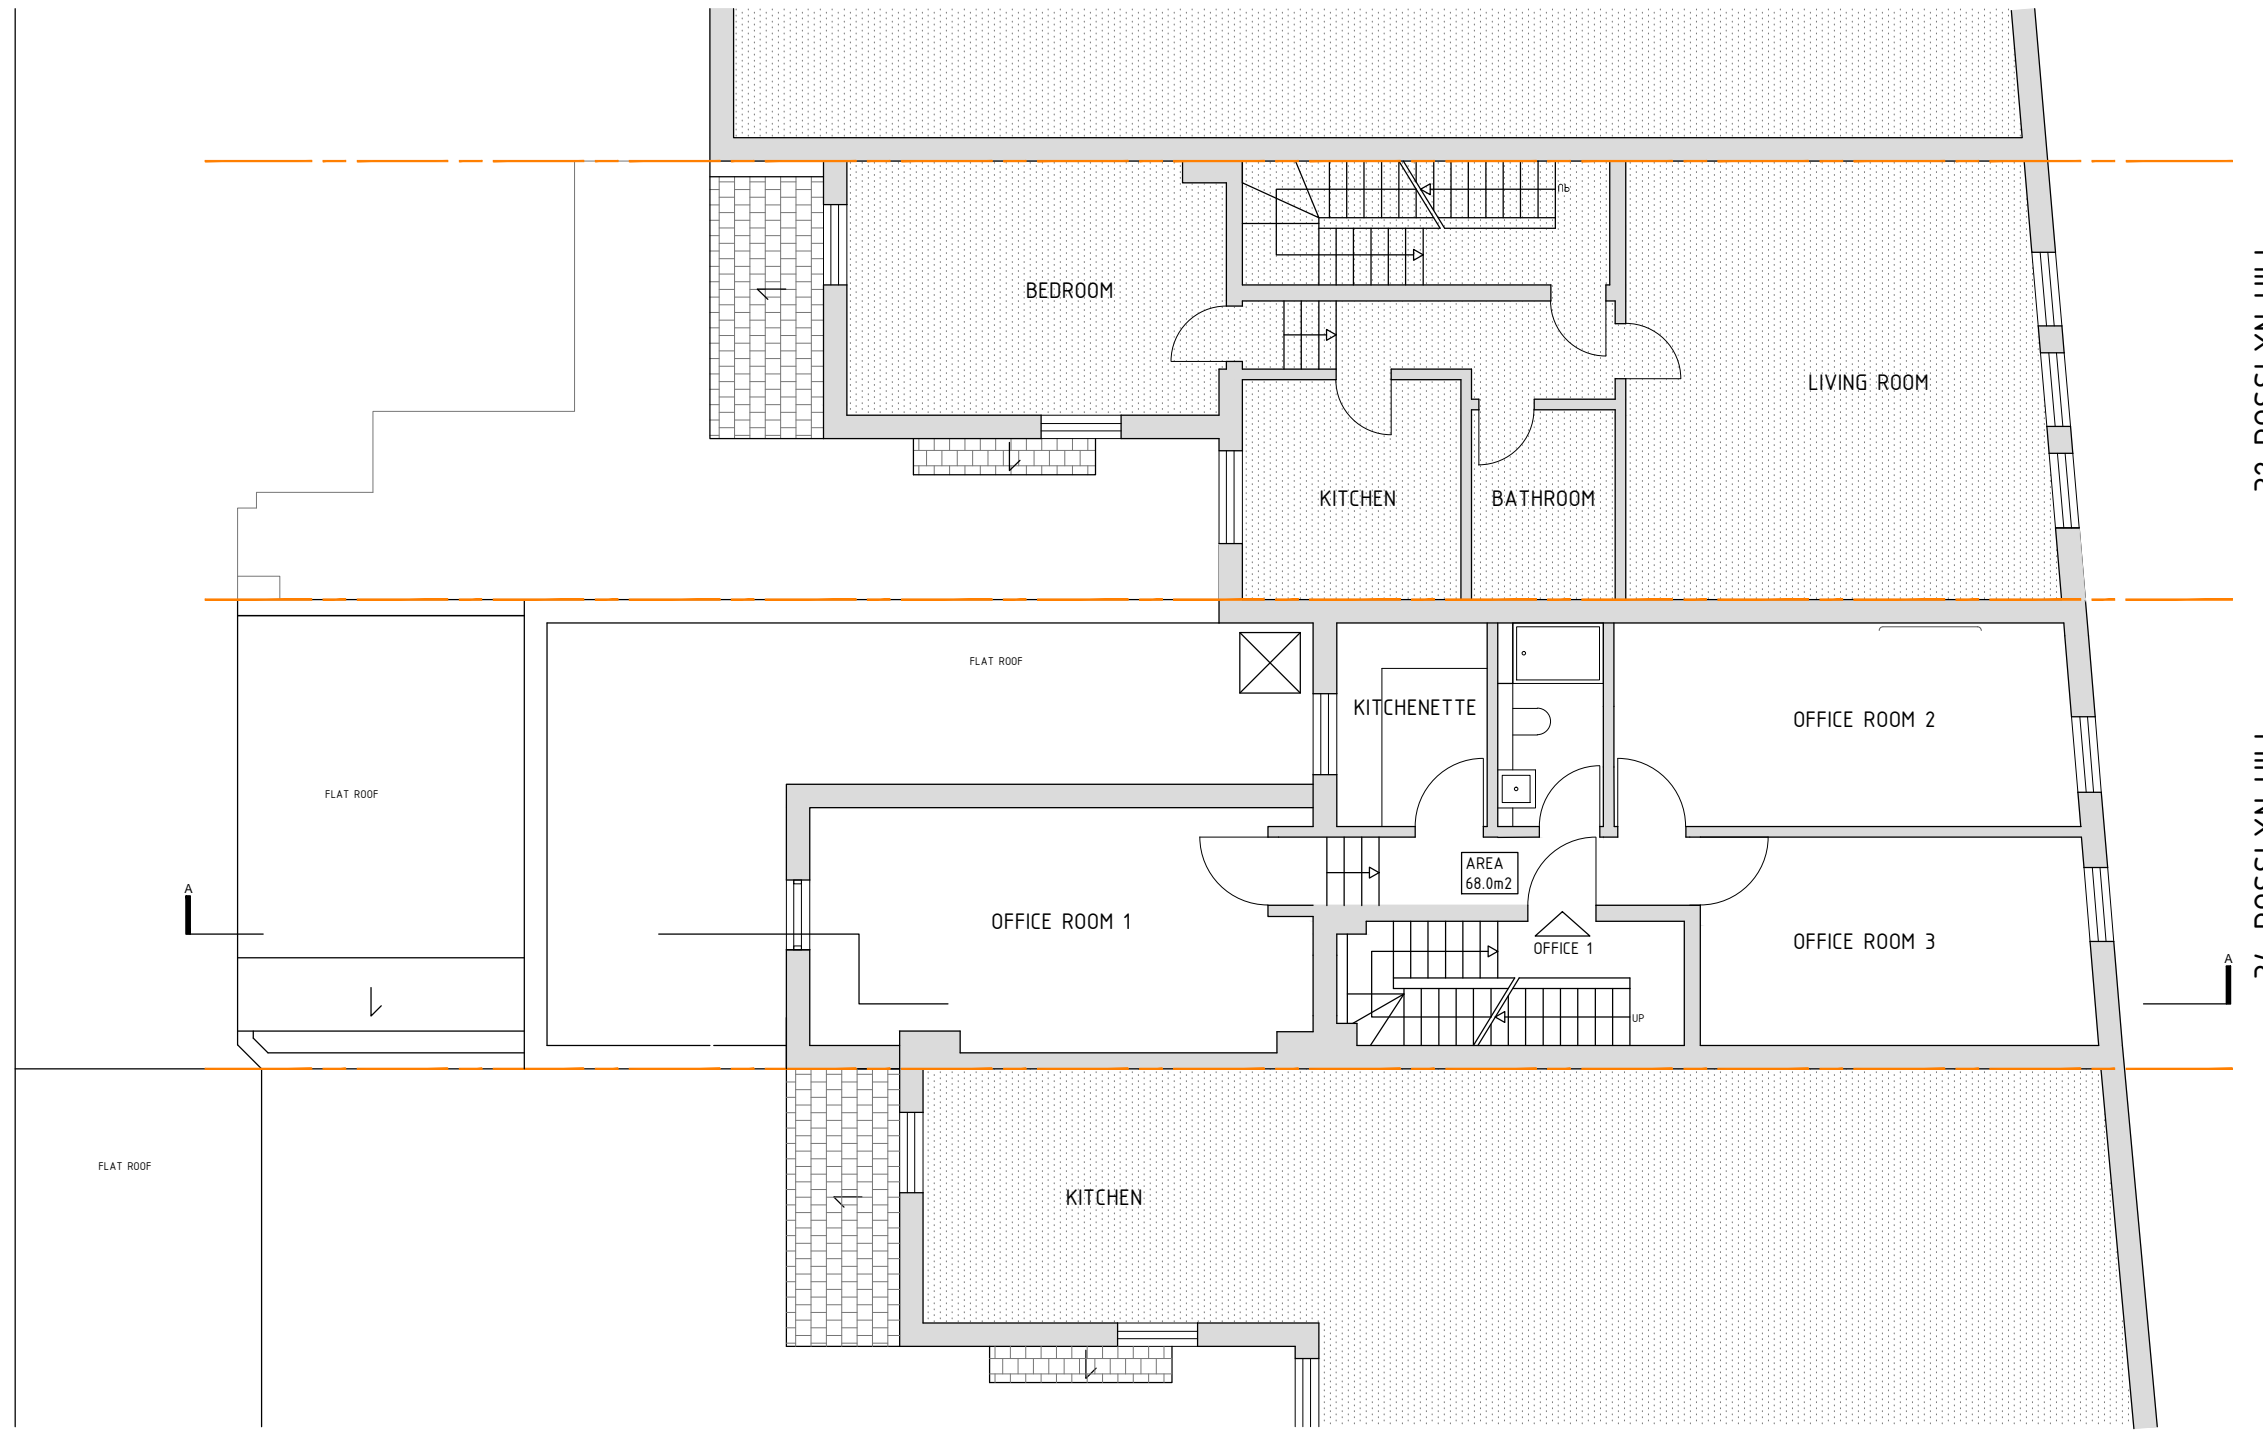 UP
BEDROOM
LIVING ROOM
KITCHEN
BATHROOM
FLAT ROOF
KITCHENETTE
OFFICE ROOM 2
FLAT ROOF
AREA
68.0m2
A
OFFICE ROOM 1
OFFICE 1
OFFICE ROOM 3
A
UP
FLAT ROOF
KITCHEN